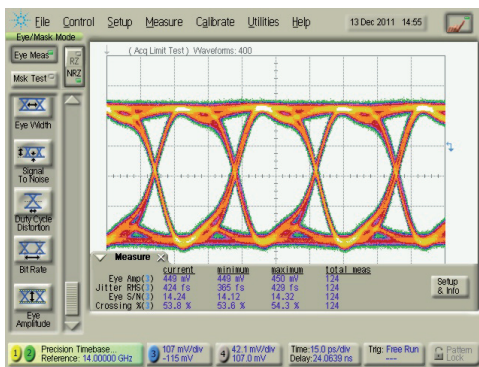 File Control Setup Measure Calibrate Utilities Help 13 Dec 2011 14:55
Eye/Mask Mode
Eye Meas
RZ
NRZ
Msk Test
( Acq Limit Test ) Waveforms: 400
Eye Width
Signal To Noise
Duty Cycle Distortion
Bit Rate
Eye Amplitude
Measure
current minimum maximum total meas
Eye Amp(3) 449 mV 449 mV 450 mV 124
Jitter RMS(3) 424 fs 365 fs 429 fs 124
Eye S/N(3) 14.24 14.12 14.32 124
Crossing %(3) 53.8 % 53.6 % 54.3 % 124
Setup & Info
1 2 Precision Timebase...
Reference: 14.00000 GHz
3 107 mV/div
-115 mV
4 42.1 mV/div
107.0 mV
Time:15.0 ps/div
Delay:24.0639 ns
Trig: Free Run
---
Pattern Lock